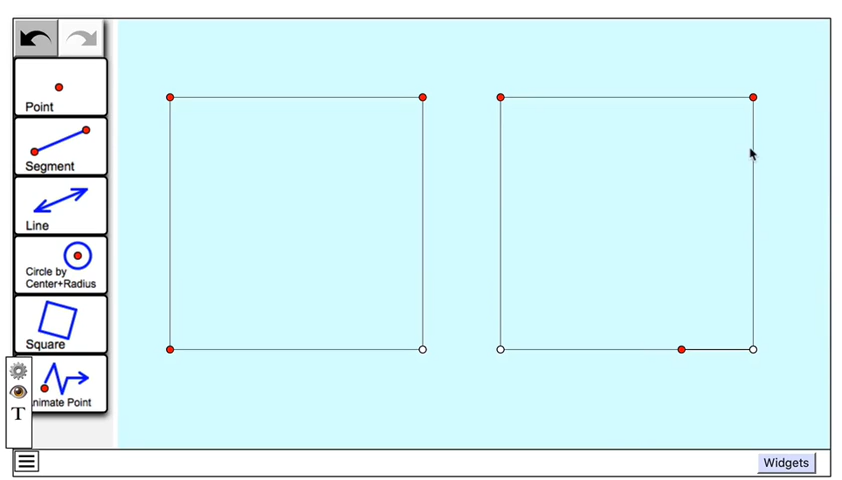 Point
Segment
Line
Circle by
Center+Radius
Square
T
nimate Point
Widgets